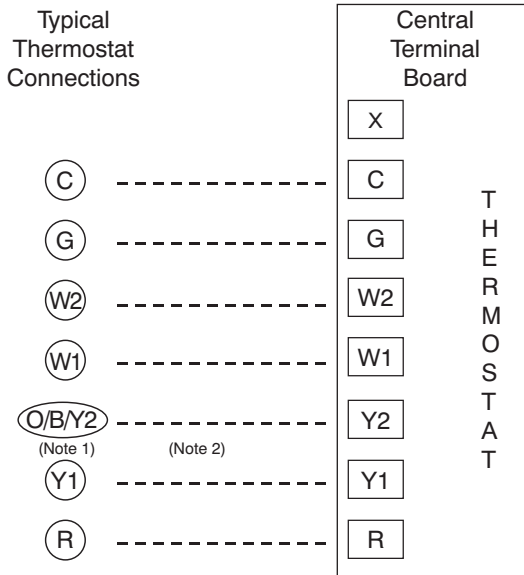 Typical
Thermostat
Connections
Central
Terminal
Board
X
C
C
G
G
W2
W2
W1
W1
O/B/Y2
Y2
(Note 1)
(Note 2)
Y1
Y1
R
R
THERMOSTAT